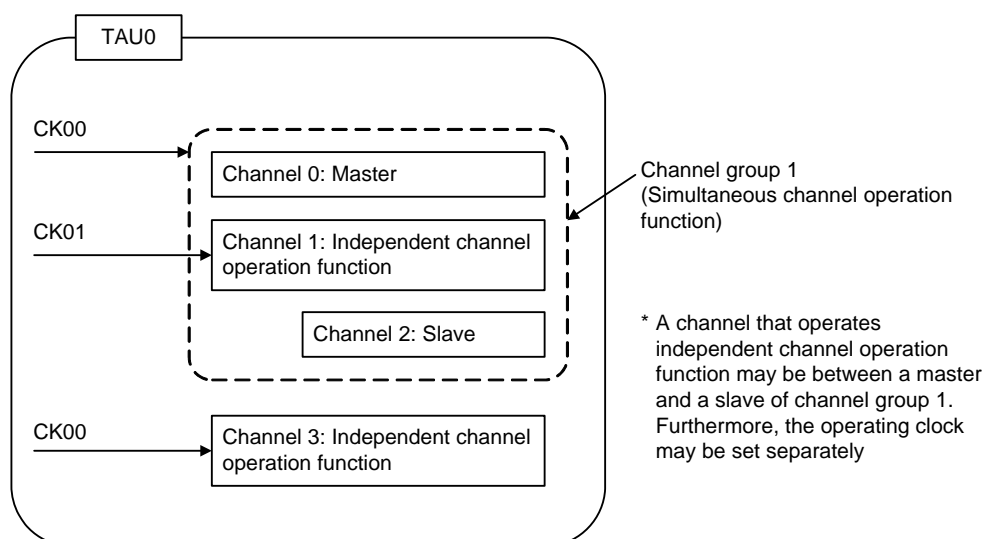 TAU0
CK00
Channel 0: Master
CK01
Channel 1: Independent channel
operation function
Channel 2: Slave
CK00
Channel 3: Independent channel
operation function
Channel group 1
(Simultaneous channel operation
function)
* A channel that operates
independent channel operation
function may be between a master
and a slave of channel group 1.
Furthermore, the operating clock
may be set separately